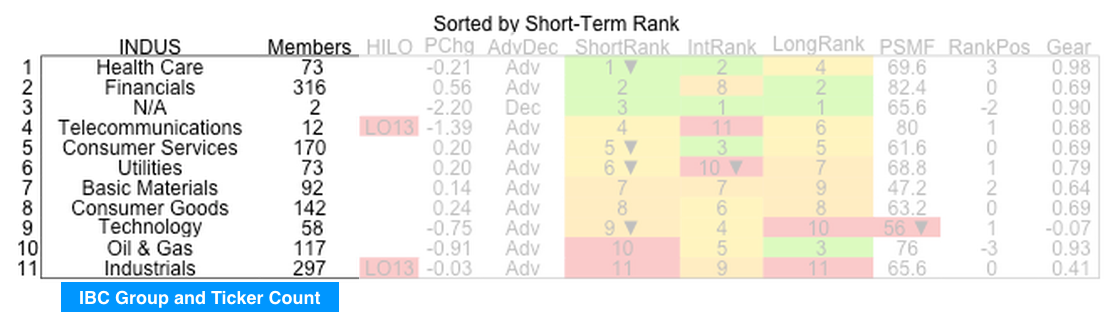 Sorted by Short-Term Rank
INDUS Members HILO PChg AdvDec ShortRank IntRank LongRank PSMF RankPos Gear
1 Health Care 73 -0.21 Adv 1 ▼ 2 4 69.6 3 0.98
2 Financials 316 0.56 Adv 2 8 2 82.4 0 0.69
3 N/A 2 -2.20 Dec 3 1 1 65.6 -2 0.90
4 Telecommunications 12 LO13 -1.39 Adv 4 11 6 80 1 0.68
5 Consumer Services 170 0.20 Adv 5 ▼ 3 5 61.6 0 0.69
6 Utilities 73 0.20 Adv 6 ▼ 10 ▼ 7 68.8 1 0.79
7 Basic Materials 92 0.14 Adv 7 7 9 47.2 2 0.64
8 Consumer Goods 142 0.24 Adv 8 6 8 63.2 0 0.69
9 Technology 58 -0.75 Adv 9 ▼ 4 10 56 ▼ 1 -0.07
10 Oil & Gas 117 -0.91 Adv 10 5 3 76 -3 0.93
11 Industrials 297 LO13 -0.03 Adv 11 9 11 65.6 0 0.41
IBC Group and Ticker Count